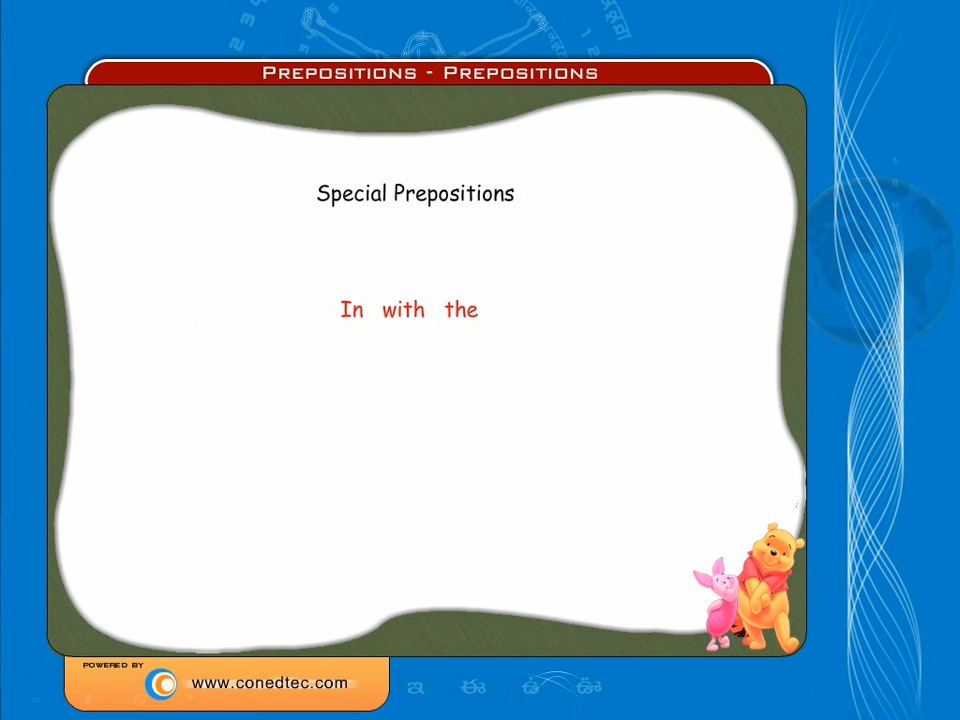 PREPOSITIONS - PREPOSITIONS
Special Prepositions
In with the
POWERED BY
www.conedtec.com
ఇ ఈ ఉ ఊ